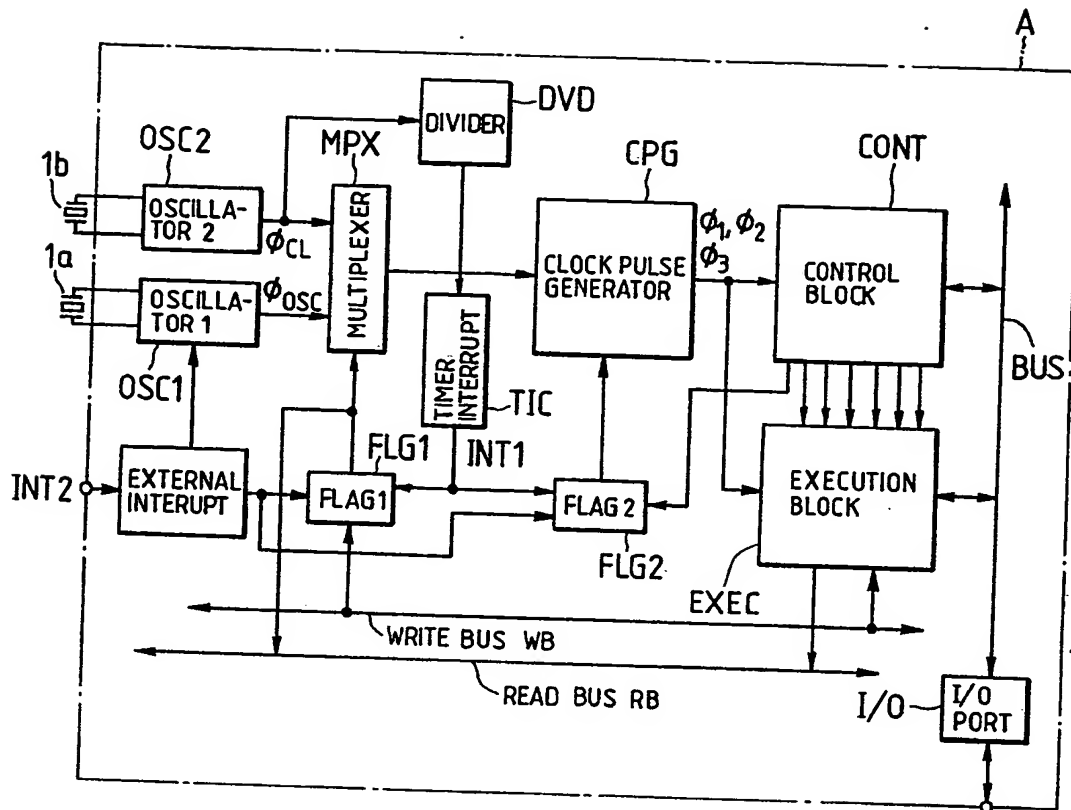 A
DVD
DIVIDER
MPX
OSC2
CPG
CONT
1b
OSCILLA-
TOR 2
ΦCL
1a
OSCILLA-
TOR 1
ΦOSC
OSC1
MULTIPLEXER
TIMER
INTERRUPT
TIC
CLOCK PULSE
GENERATOR
Φ1, Φ2
Φ3
CONTROL
BLOCK
BUS
INT2
EXTERNAL
INTERUPT
FLG1
FLAG1
INT1
FLAG 2
FLG2
EXECUTION
BLOCK
EXEC
WRITE BUS WB
READ BUS RB
I/O
I/O
PORT